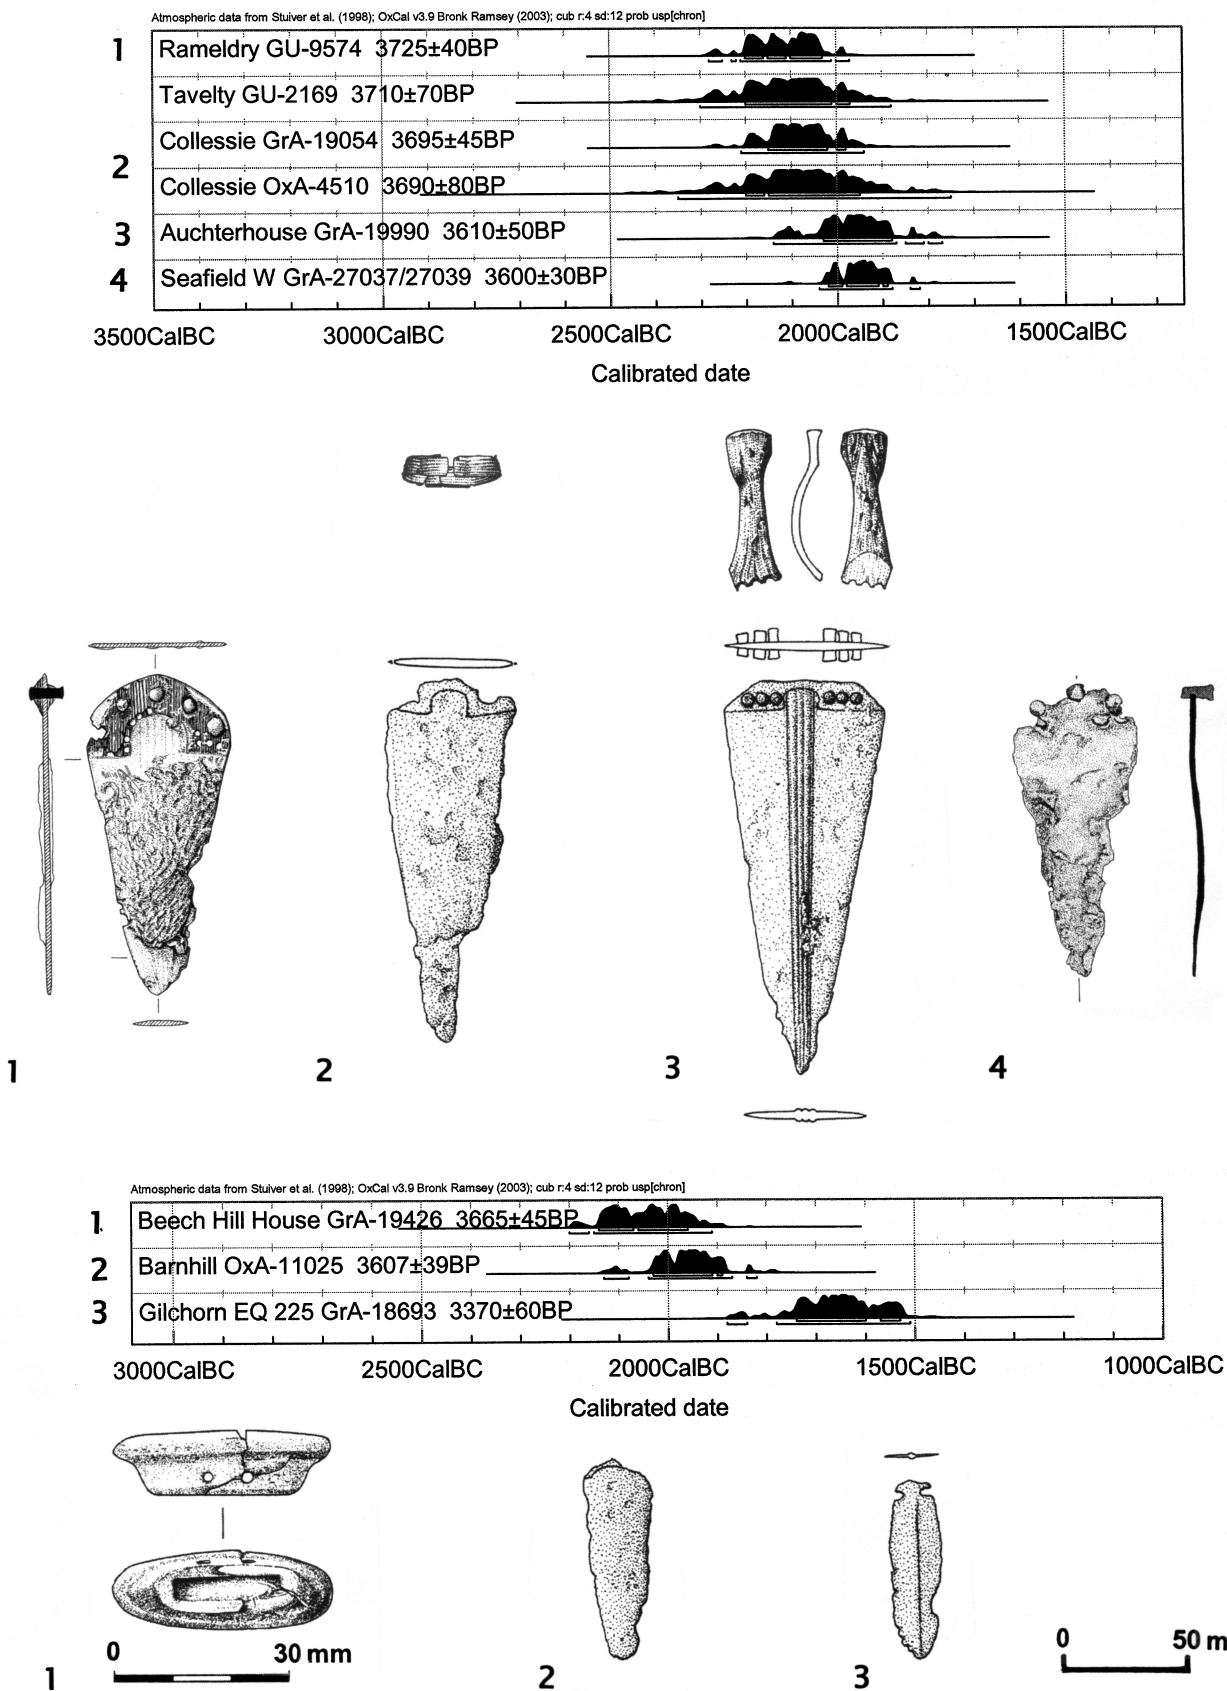 Atmospheric data from Stuiver et al. (1998); OxCal v3.9 Bronk Ramsey (2003); cub r:4 sd:12 prob usp[chron]
1 Rameldry GU-9574 3725±40BP
Tavelty GU-2169 3710±70BP
Collessie GrA-19054 3695±45BP
2
Collessie OxA-4510 3690±80BP
3 Auchterhouse GrA-19990 3610±50BP
4 Seafield W GrA-27037/27039 3600±30BP
3500CalBC 3000CalBC 2500CalBC 2000CalBC 1500CalBC
Calibrated date
1 2 3 4
Atmospheric data from Stuiver et al. (1998); OxCal v3.9 Bronk Ramsey (2003); cub r:4 sd:12 prob usp[chron]
1 Beech Hill House GrA-19426 3665±45BP
2 Barnhill OxA-11025 3607±39BP
3 Gilchorn EQ 225 GrA-18693 3370±60BP
3000CalBC 2500CalBC 2000CalBC 1500CalBC 1000CalBC
Calibrated date
0 30 mm
0 50 m
1 2 3